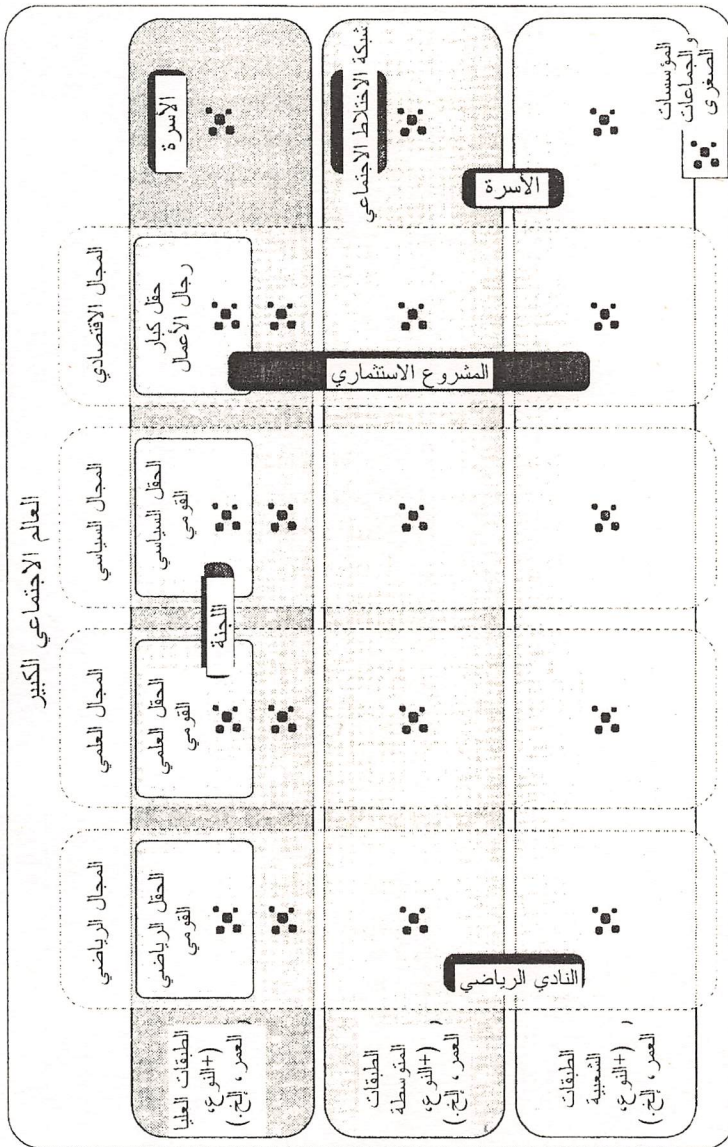 العالم الاجتماعي الكبير
المجال الاقتصادي
المجال السياسي
المجال العلمي
المجال الرياضي
الأسرة
حقل كبار
رجال الأعمال
الحقل السياسي
القومي
اللجنة
الحقل العلمي
القومي
الحقل الرياضي
القومي
الطبقات العليا
(+النوع،
العمر، إلخ.)
شبكة الاختلاط الاجتماعي
المشروع الاستثماري
الطبقات
المتوسطة
(+النوع،
العمر، إلخ.)
الأسرة
النادي الرياضي
الطبقات
الشعبية
(+النوع،
العمر، إلخ.)
المؤسسات
والجماعات
الصغرى